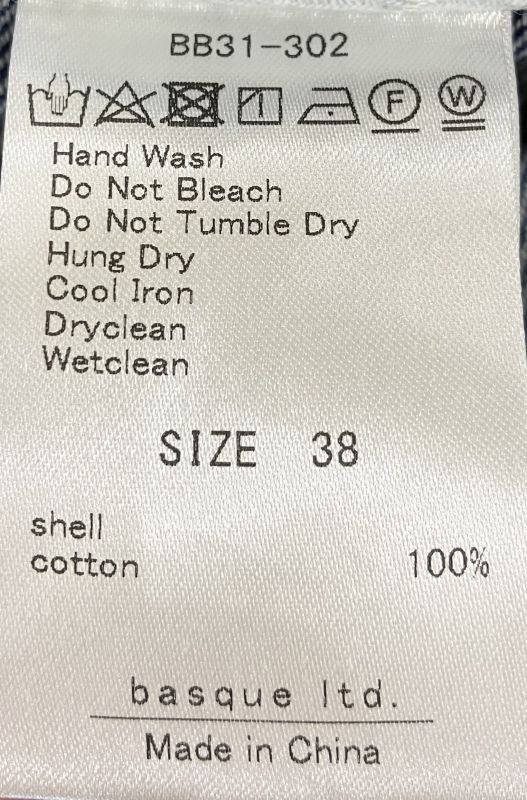 BB31-302
F W
Hand Wash
Do Not Bleach
Do Not Tumble Dry
Hung Dry
Cool Iron
Dryclean
Wetclean
SIZE 38
shell
cotton 100%
basque ltd.
Made in China